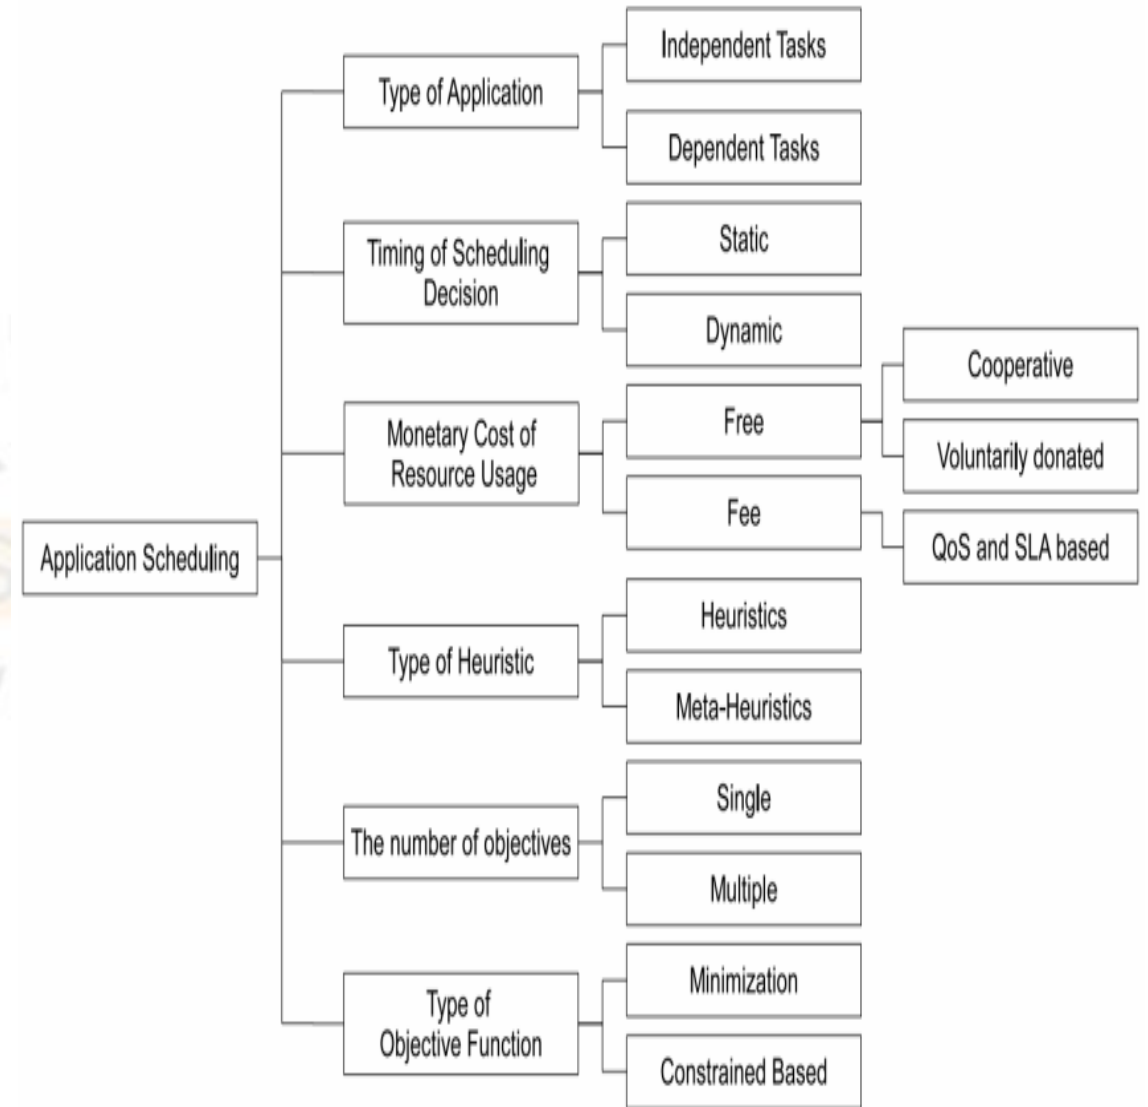 Application Scheduling
Type of Application
Independent Tasks
Dependent Tasks
Timing of Scheduling
Decision
Static
Dynamic
Monetary Cost of
Resource Usage
Free
Cooperative
Voluntarily donated
Fee
QoS and SLA based
Type of Heuristic
Heuristics
Meta-Heuristics
The number of objectives
Single
Multiple
Type of
Objective Function
Minimization
Constrained Based